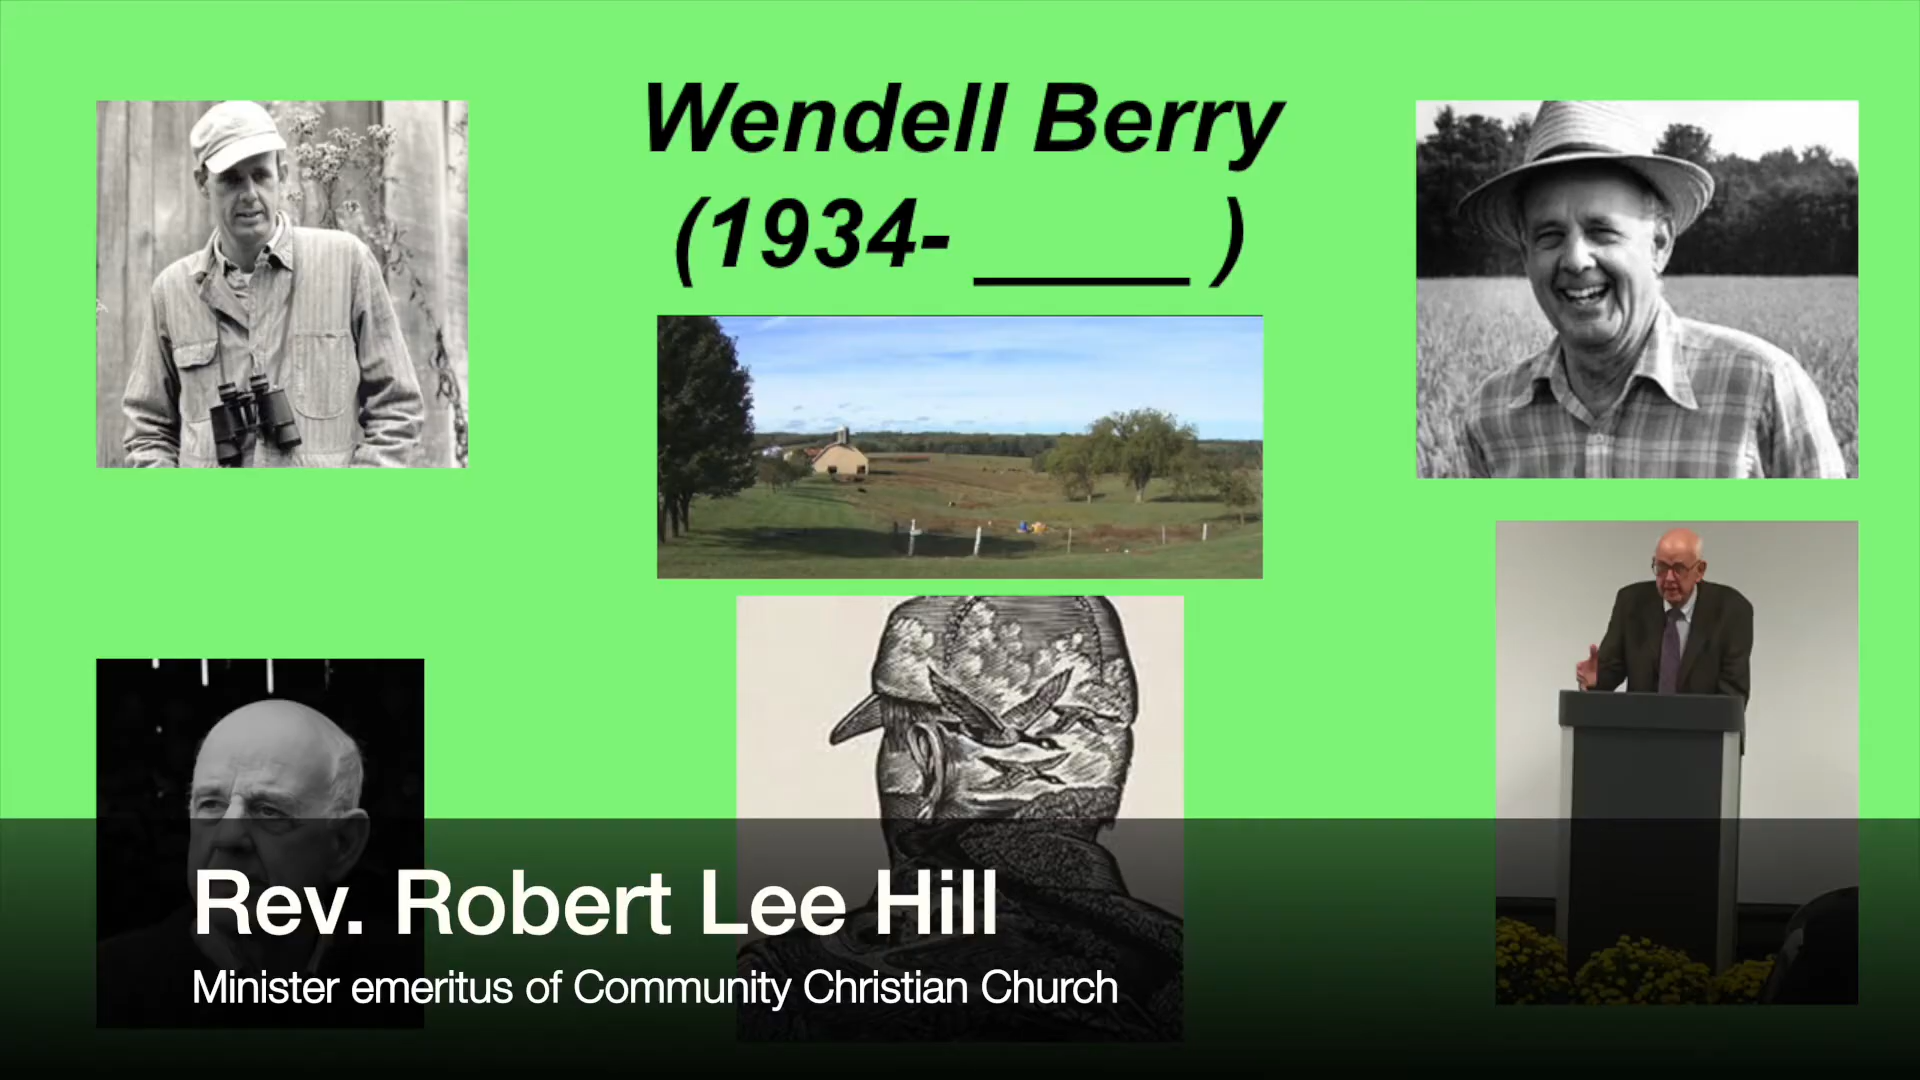 Wendell Berry
(1934- ____ )
Rev. Robert Lee Hill
Minister emeritus of Community Christian Church